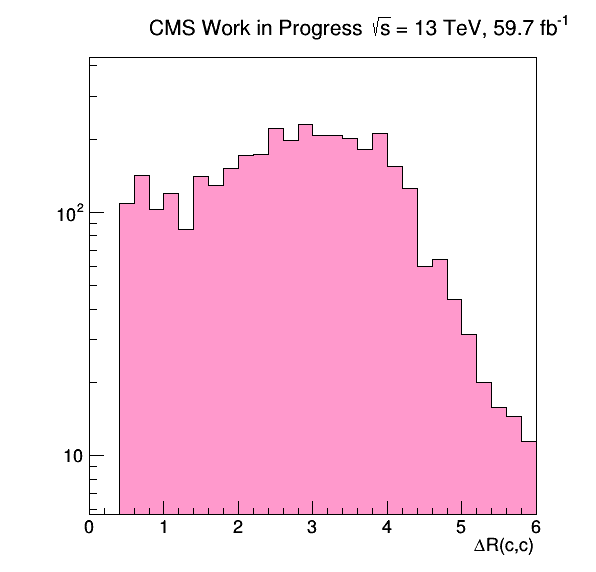 CMS Work in Progress √s = 13 TeV, 59.7 fb⁻¹
10²
10
0 1 2 3 4 5 6
ΔR(c,c)